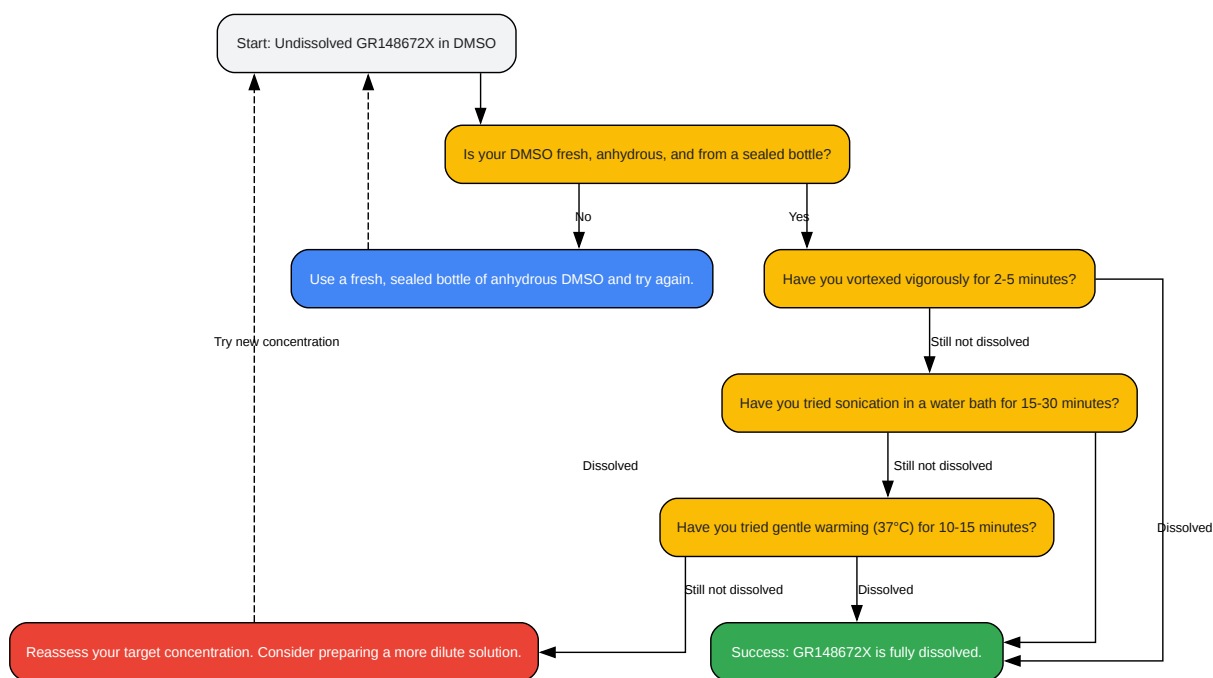 Start: Undissolved GR148672X in DMSO
Is your DMSO fresh, anhydrous, and from a sealed bottle?
No
Yes
Use a fresh, sealed bottle of anhydrous DMSO and try again.
Have you vortexed vigorously for 2-5 minutes?
Try new concentration
Still not dissolved
Have you tried sonication in a water bath for 15-30 minutes?
Dissolved
Still not dissolved
Have you tried gentle warming (37°C) for 10-15 minutes?
Dissolved
Still not dissolved
Dissolved
Reassess your target concentration. Consider preparing a more dilute solution.
Success: GR148672X is fully dissolved.